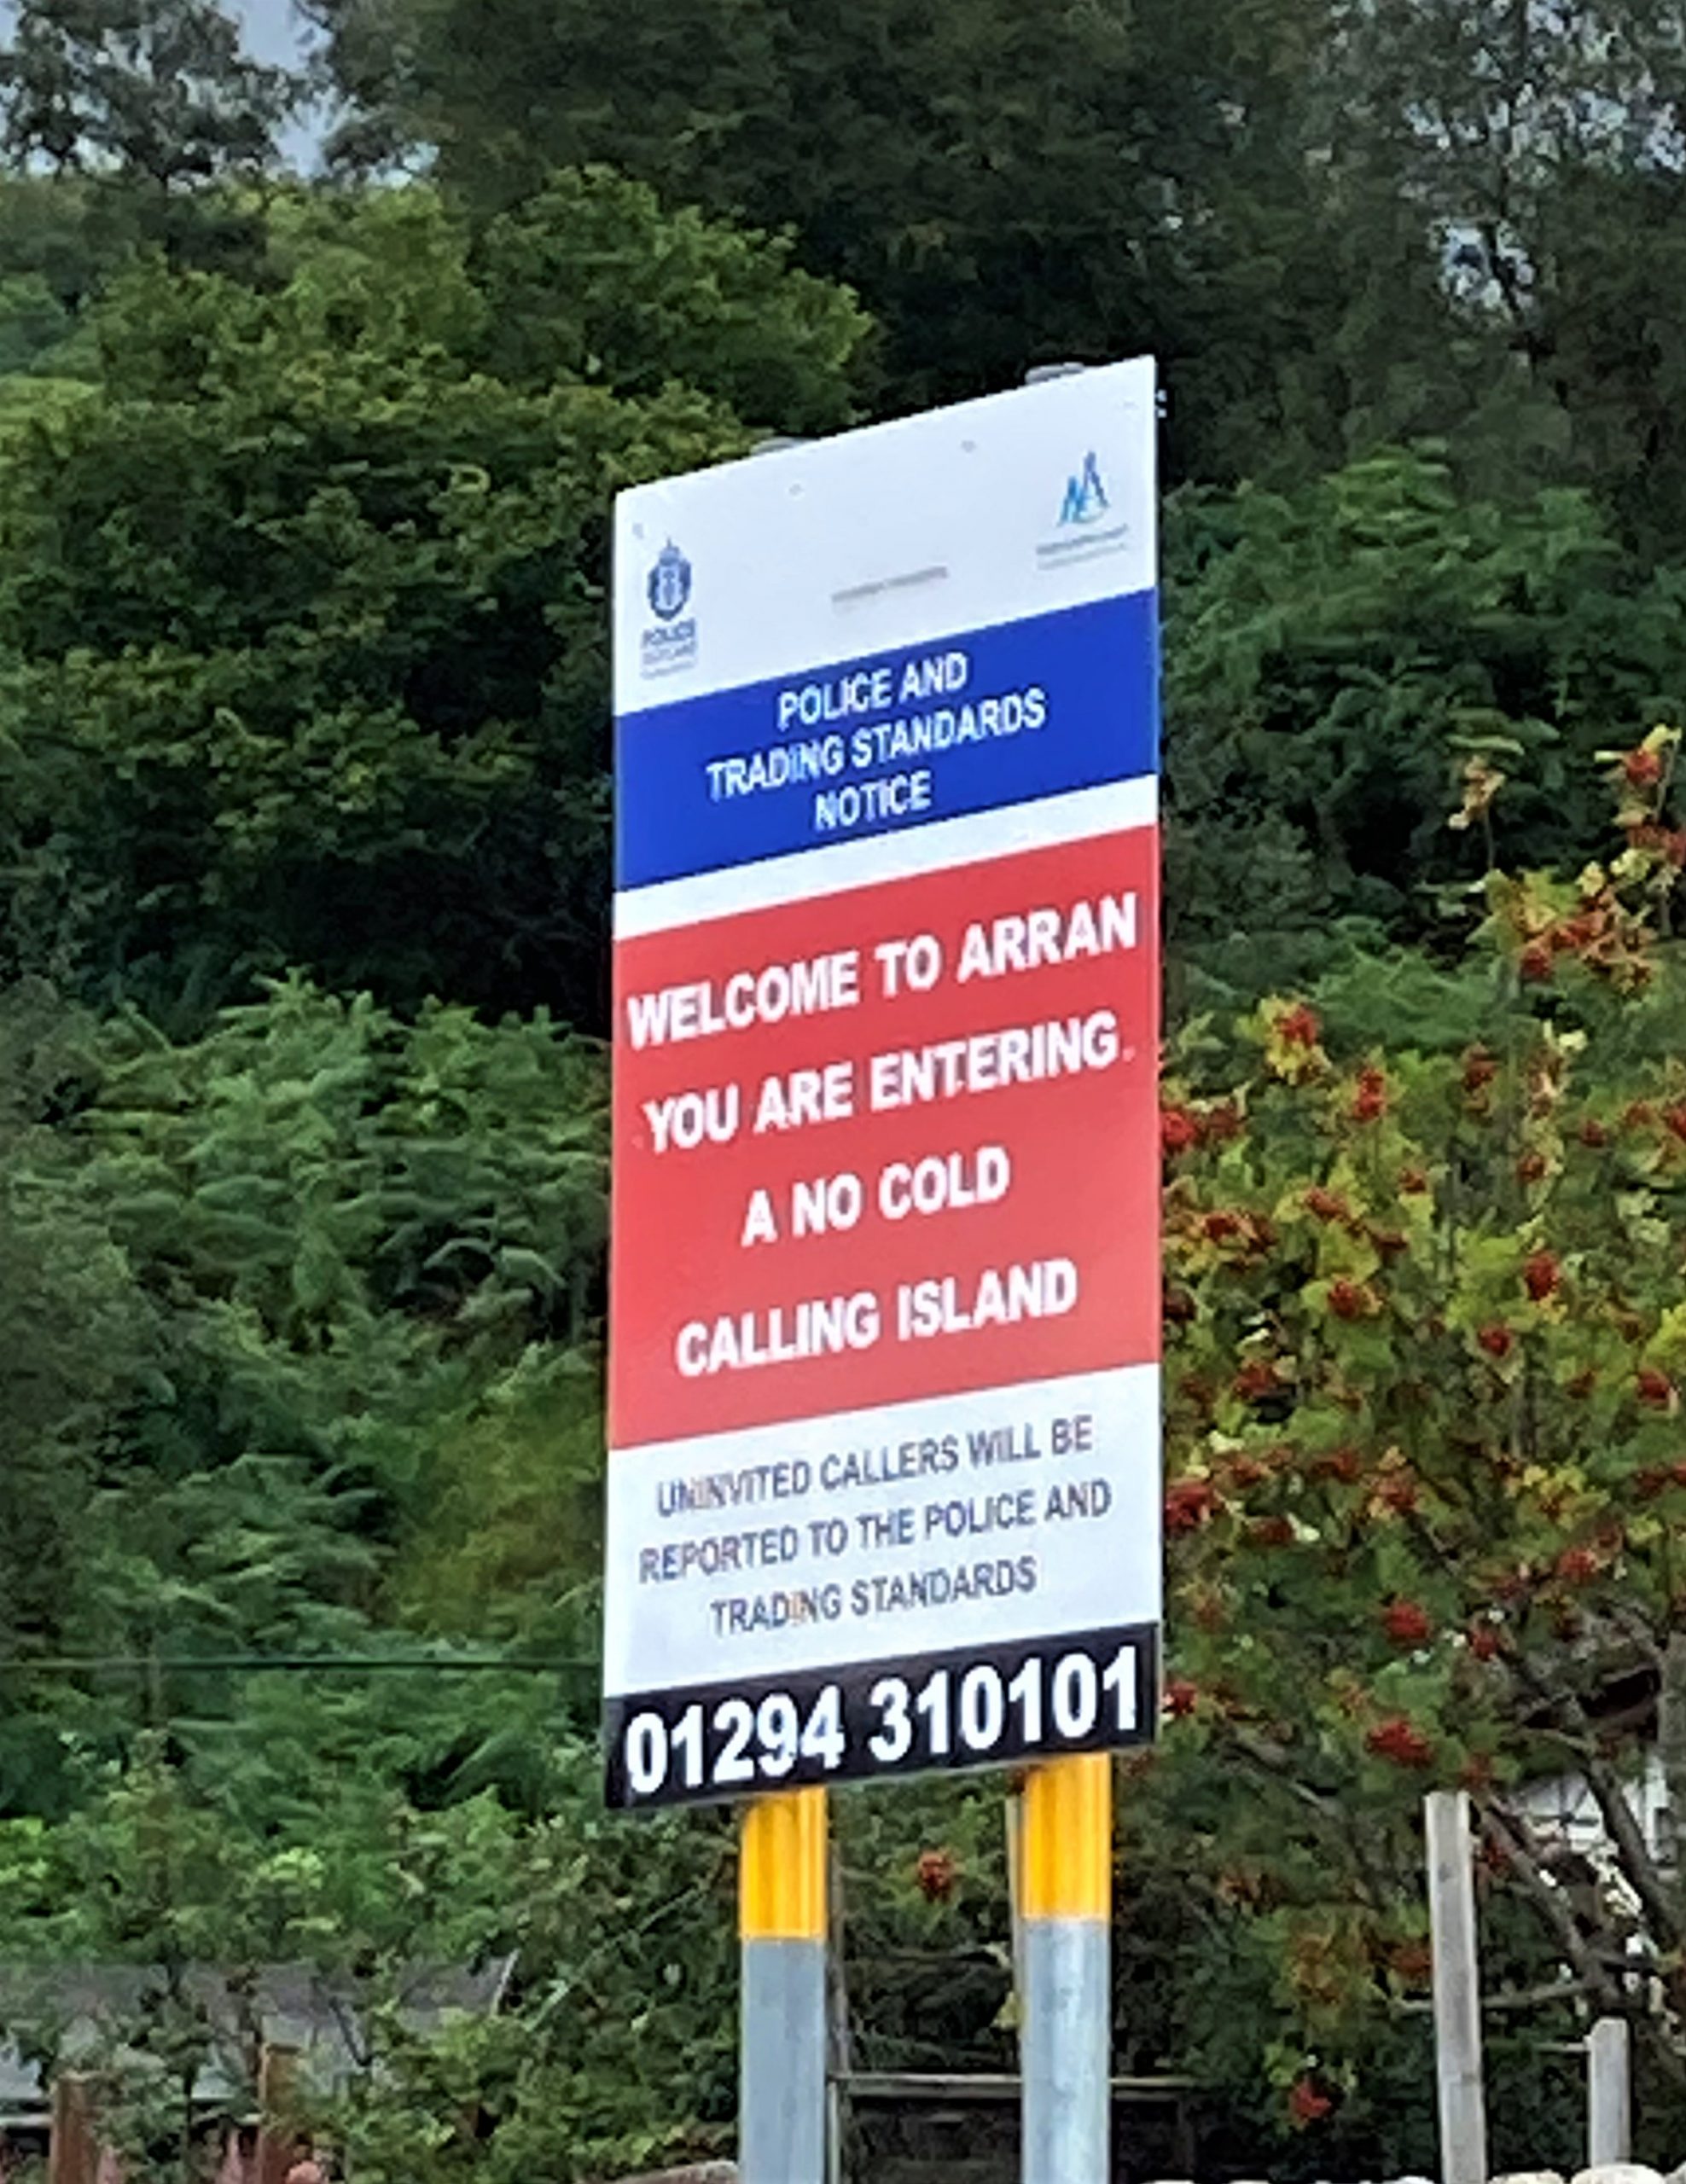 POLICE
POLICE AND
TRADING STANDARDS
NOTICE
WELCOME TO ARRAN
YOU ARE ENTERING
A NO COLD
CALLING ISLAND
UNINVITED CALLERS WILL BE
REPORTED TO THE POLICE AND
TRADING STANDARDS
01294 310101